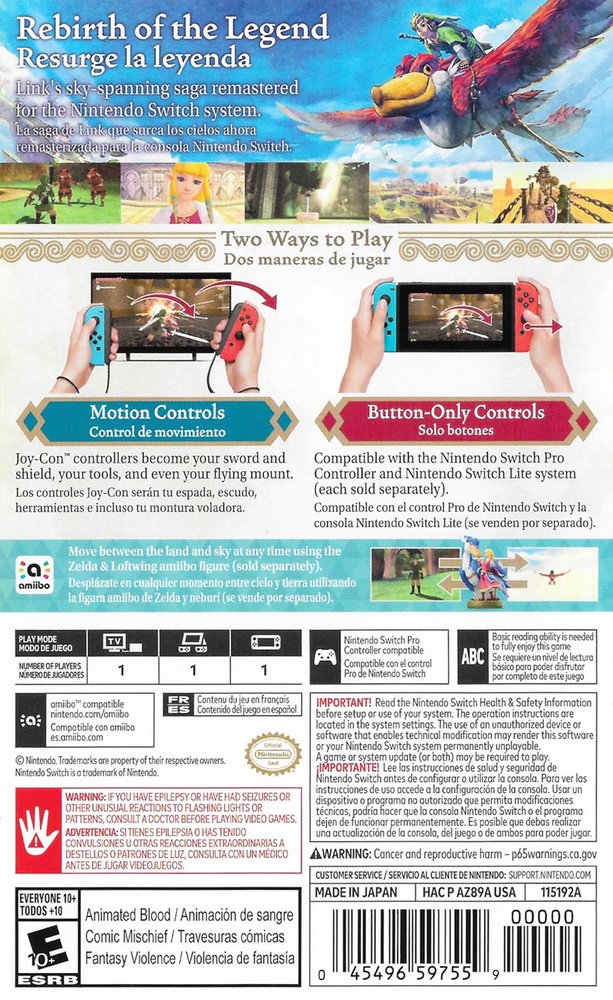 Rebirth of the Legend
Resurge la leyenda
Link's sky-spanning saga remastered
for the Nintendo Switch system.
La saga de Link que surca los cielos ahora
remasterizada para la consola Nintendo Switch.
Two Ways to Play
Dos maneras de jugar
Motion Controls
Control de movimiento
Joy-Con™ controllers become your sword and
shield, your tools, and even your flying mount.
Los controles Joy-Con serán tu espada, escudo,
herramientas e incluso tu montura voladora.
Button-Only Controls
Solo botones
Compatible with the Nintendo Switch Pro
Controller and Nintendo Switch Lite system
(each sold separately).
Compatible con el control Pro de Nintendo Switch y la
consola Nintendo Switch Lite (se venden por separado).
amiibo
Move between the land and sky at any time using the
Zelda & Loftwing amiibo figure (sold separately).
Desplázate en cualquier momento entre cielo y tierra utilizando
la figura amiibo de Zelda y neburí (se vende por separado).
PLAY MODE
MODO DE JUEGO
TV
NUMBER OF PLAYERS
NÚMERO DE JUGADORES
1 1 1
Nintendo Switch Pro
Controller compatible
Compatible con el control
Pro de Nintendo Switch
ABC
Basic reading ability is needed
to fully enjoy this game
Se requiere un nivel de lectura
básico para poder disfrutar
por completo de este juego
amiibo™ compatible
nintendo.com/amiibo
Compatible con amiibo
es.amiibo.com
FR
ES
Contenu du jeu en français
Contenido del juego en español
© Nintendo. Trademarks are property of their respective owners.
Nintendo Switch is a trademark of Nintendo.
Official
Nintendo
Seal
WARNING: IF YOU HAVE EPILEPSY OR HAVE HAD SEIZURES OR
OTHER UNUSUAL REACTIONS TO FLASHING LIGHTS OR
PATTERNS, CONSULT A DOCTOR BEFORE PLAYING VIDEO GAMES.
ADVERTENCIA: SI TIENES EPILEPSIA O HAS TENIDO
CONVULSIONES U OTRAS REACCIONES EXTRAORDINARIAS A
DESTELLOS O PATRONES DE LUZ, CONSULTA CON UN MÉDICO
ANTES DE JUGAR VIDEOJUEGOS.
IMPORTANT! Read the Nintendo Switch Health & Safety Information
before setup or use of your system. The operation instructions are
located in the system settings. The use of an unauthorized device or
software that enables technical modification may render this software
or your Nintendo Switch system permanently unplayable.
A game or system update (or both) may be required to play.
¡IMPORTANTE! Lee las instrucciones de salud y seguridad de
Nintendo Switch antes de configurar o utilizar la consola. Para ver las
instrucciones de uso accede a la configuración de la consola. Usar un
dispositivo o programa no autorizado que permita modificaciones
técnicas, podría hacer que la consola Nintendo Switch o el programa
dejen de funcionar permanentemente. Es posible que debas realizar
una actualización de la consola, del juego o de ambos para poder jugar.
WARNING: Cancer and reproductive harm – p65warnings.ca.gov
CUSTOMER SERVICE / SERVICIO AL CLIENTE DE NINTENDO: SUPPORT.NINTENDO.COM
MADE IN JAPAN HAC P AZ89A USA 115192A
EVERYONE 10+
TODOS +10
E
10+
ESRB
Animated Blood / Animación de sangre
Comic Mischief / Travesuras cómicas
Fantasy Violence / Violencia de fantasía
00000
0 45496 59755 9